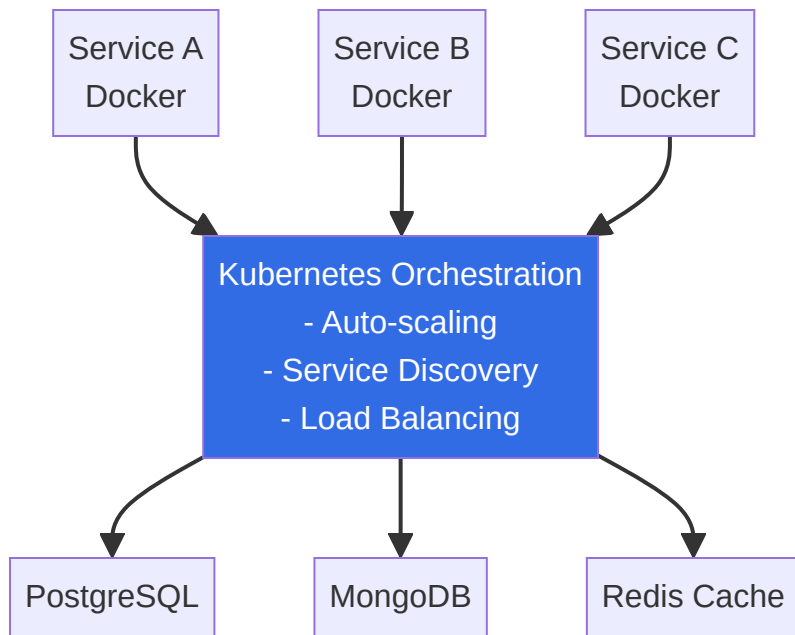 Service A
Docker
Service B
Docker
Service C
Docker
Kubernetes Orchestration
- Auto-scaling
- Service Discovery
- Load Balancing
PostgreSQL
MongoDB
Redis Cache